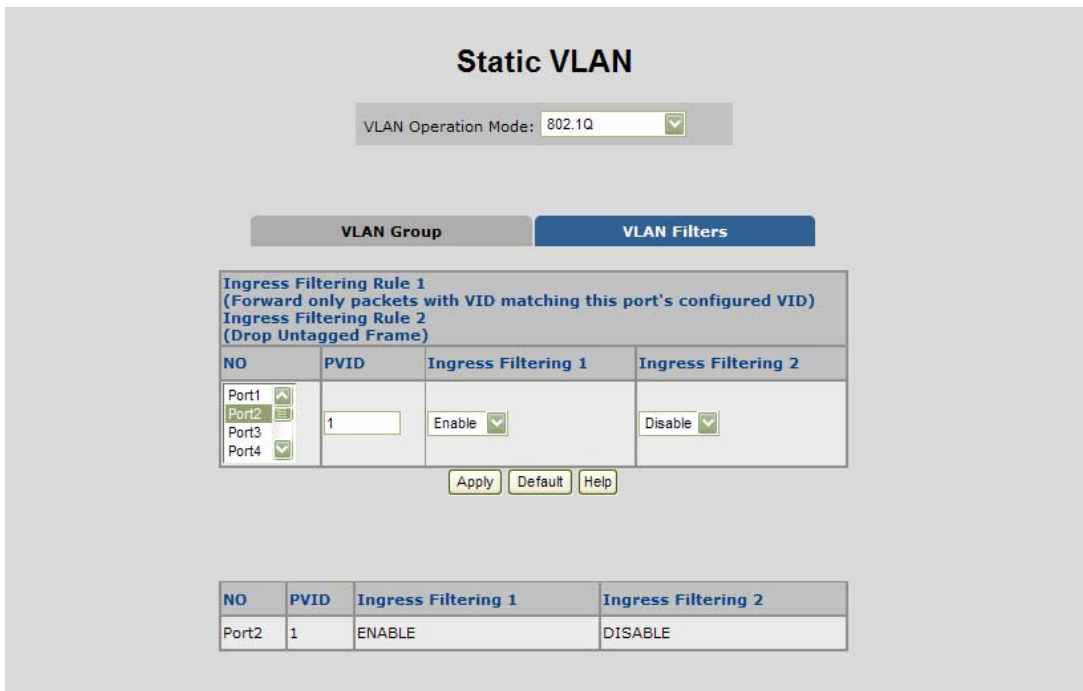 Static VLAN
VLAN Operation Mode: 802.1Q
VLAN Group VLAN Filters
Ingress Filtering Rule 1
(Forward only packets with VID matching this port's configured VID)
Ingress Filtering Rule 2
(Drop Untagged Frame)
NO PVID Ingress Filtering 1 Ingress Filtering 2
Port1
Port2
Port3
Port4
1 Enable Disable
Apply Default Help
NO PVID Ingress Filtering 1 Ingress Filtering 2
Port2 1 ENABLE DISABLE